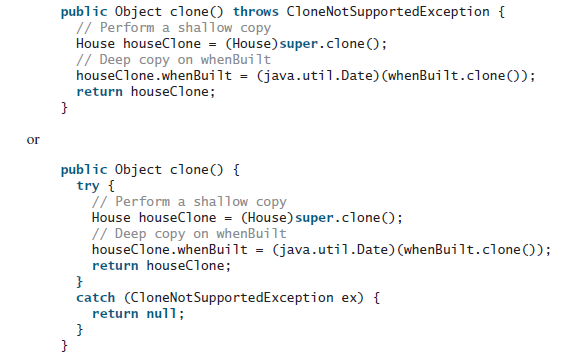 public Object clone() throws CloneNotSupportedException {
  // Perform a shallow copy
  House houseClone = (House)super.clone();
  // Deep copy on whenBuilt
  houseClone.whenBuilt = (java.util.Date)(whenBuilt.clone());
  return houseClone;
}
or
public Object clone() {
  try {
    // Perform a shallow copy
    House houseClone = (House)super.clone();
    // Deep copy on whenBuilt
    houseClone.whenBuilt = (java.util.Date)(whenBuilt.clone());
    return houseClone;
  }
  catch (CloneNotSupportedException ex) {
    return null;
  }
}